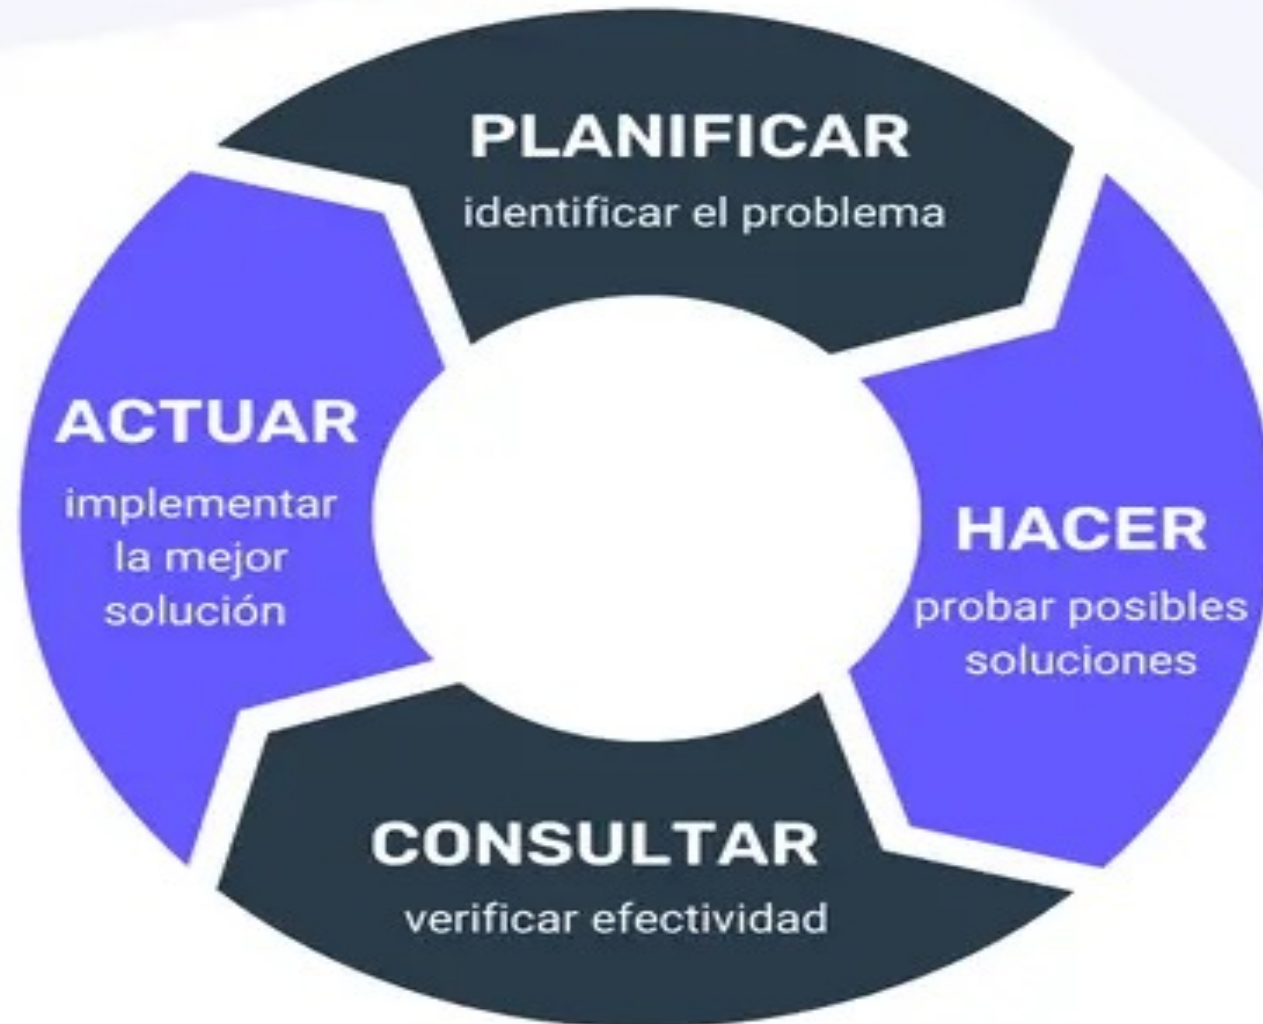 PLANIFICAR
identificar el problema
HACER
probar posibles
soluciones
CONSULTAR
verificar efectividad
ACTUAR
implementar
la mejor
solución